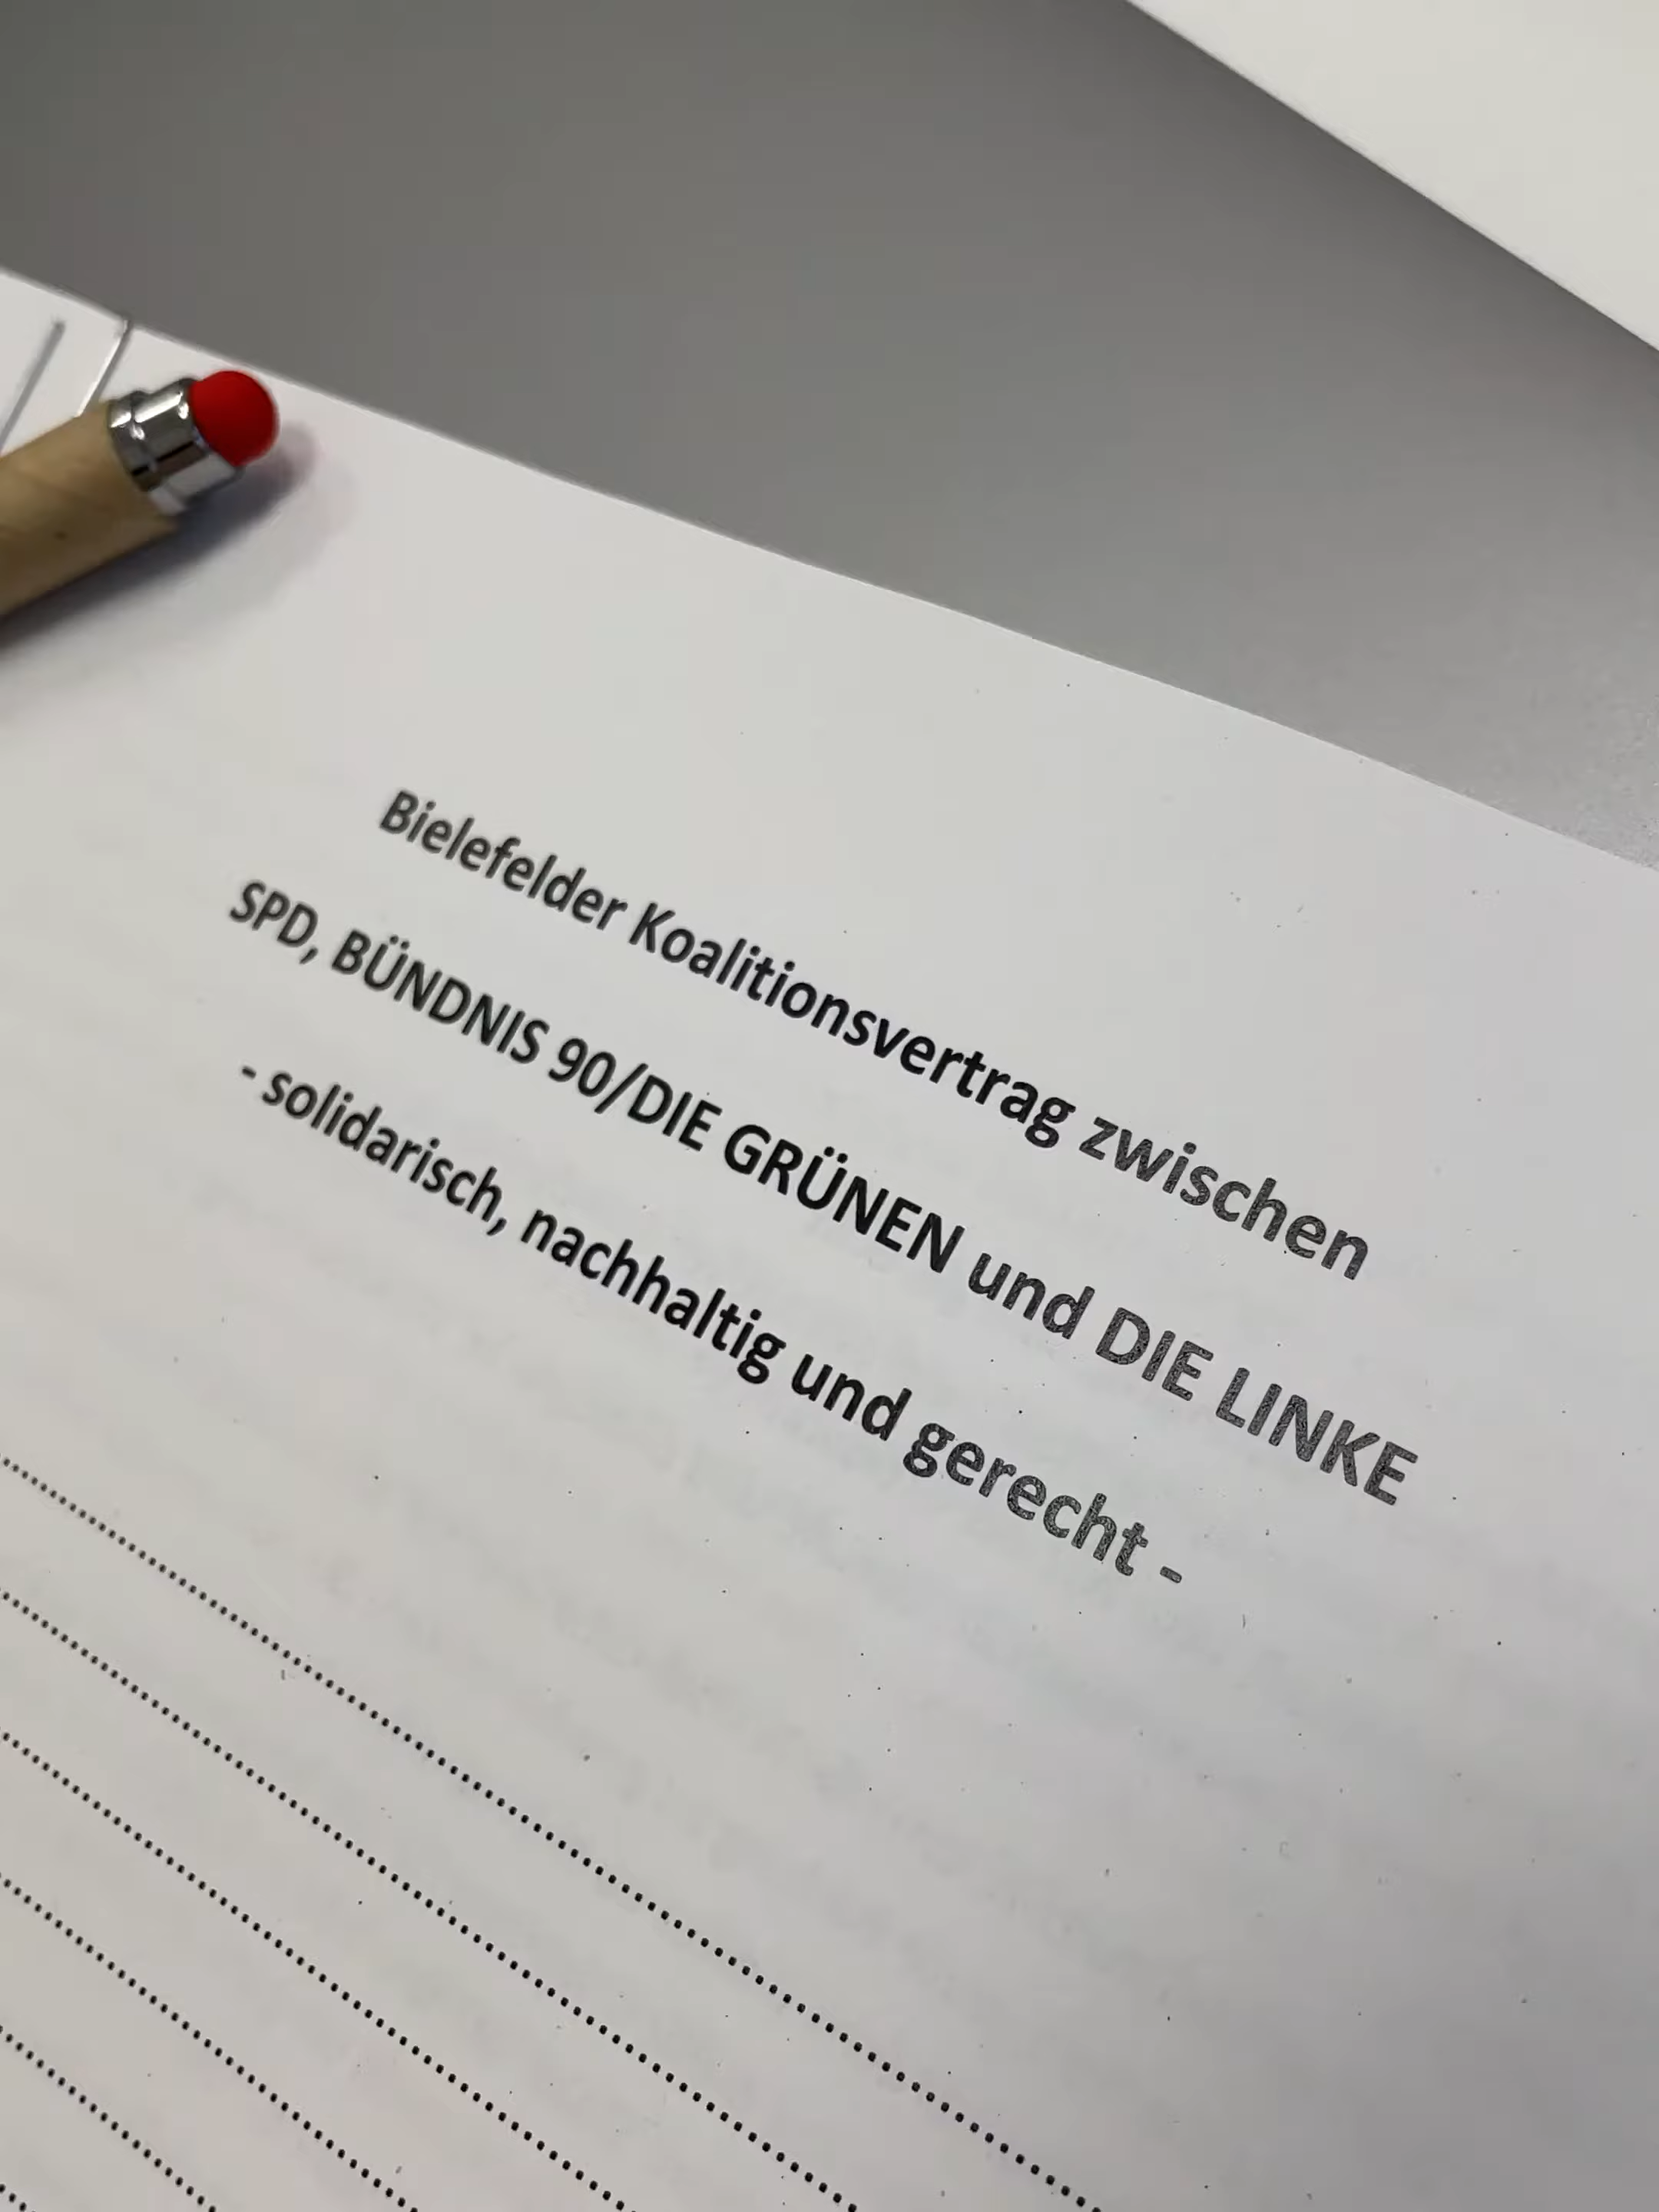 Bielefelder Koalitionsvertrag zwischen
SPD, BÜNDNIS 90/DIE GRÜNEN und DIE LINKE
- solidarisch, nachhaltig und gerecht -